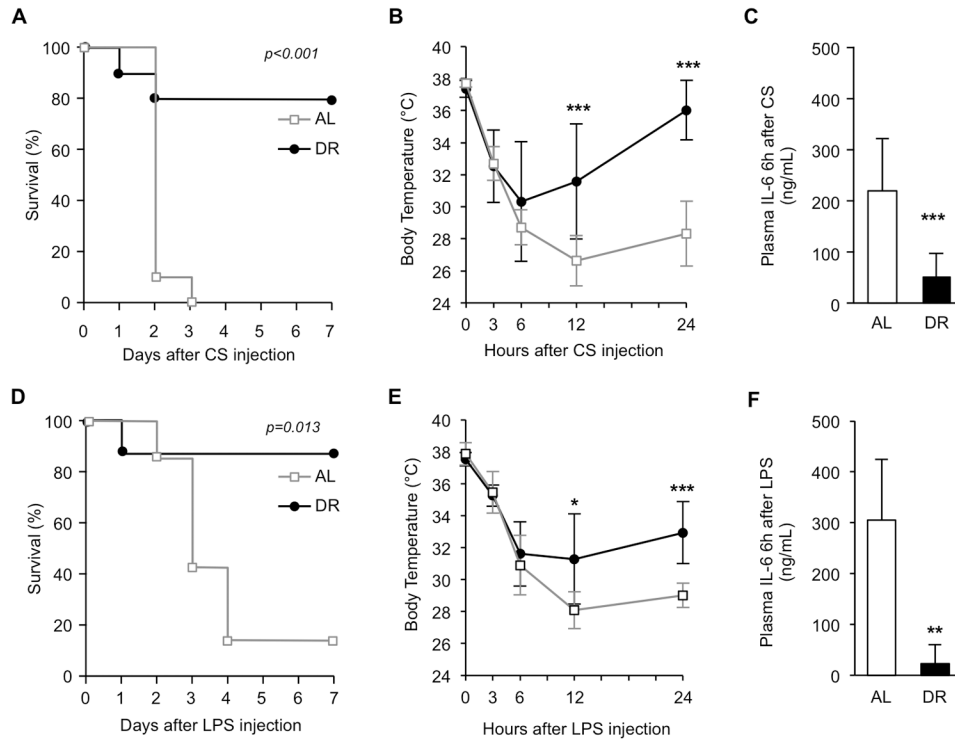 A
B
C
p<0.001
AL
DR
Survival (%)
100
80
60
40
20
0
0 1 2 3 4 5 6 7
Days after CS injection
Body Temperature (°C)
40
38
36
34
32
30
28
26
24
***
***
0 3 6 12 24
Hours after CS injection
Plasma IL-6 6h after CS
(ng/mL)
500
400
300
200
100
0
***
AL DR
D
E
F
p=0.013
AL
DR
Survival (%)
100
80
60
40
20
0
0 1 2 3 4 5 6 7
Days after LPS injection
Body Temperature (°C)
40
38
36
34
32
30
28
26
24
*
***
0 3 6 12 24
Hours after LPS injection
Plasma IL-6 6h after LPS
(ng/mL)
500
400
300
200
100
0
**
AL DR